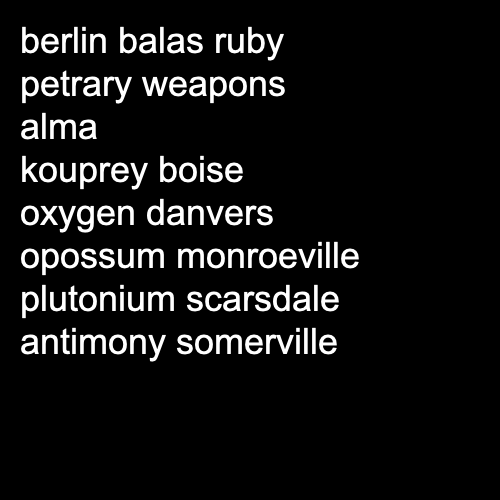 berlin balas ruby
petrary weapons
alma
kouprey boise
oxygen danvers
opossum monroeville
plutonium scarsdale
antimony somerville